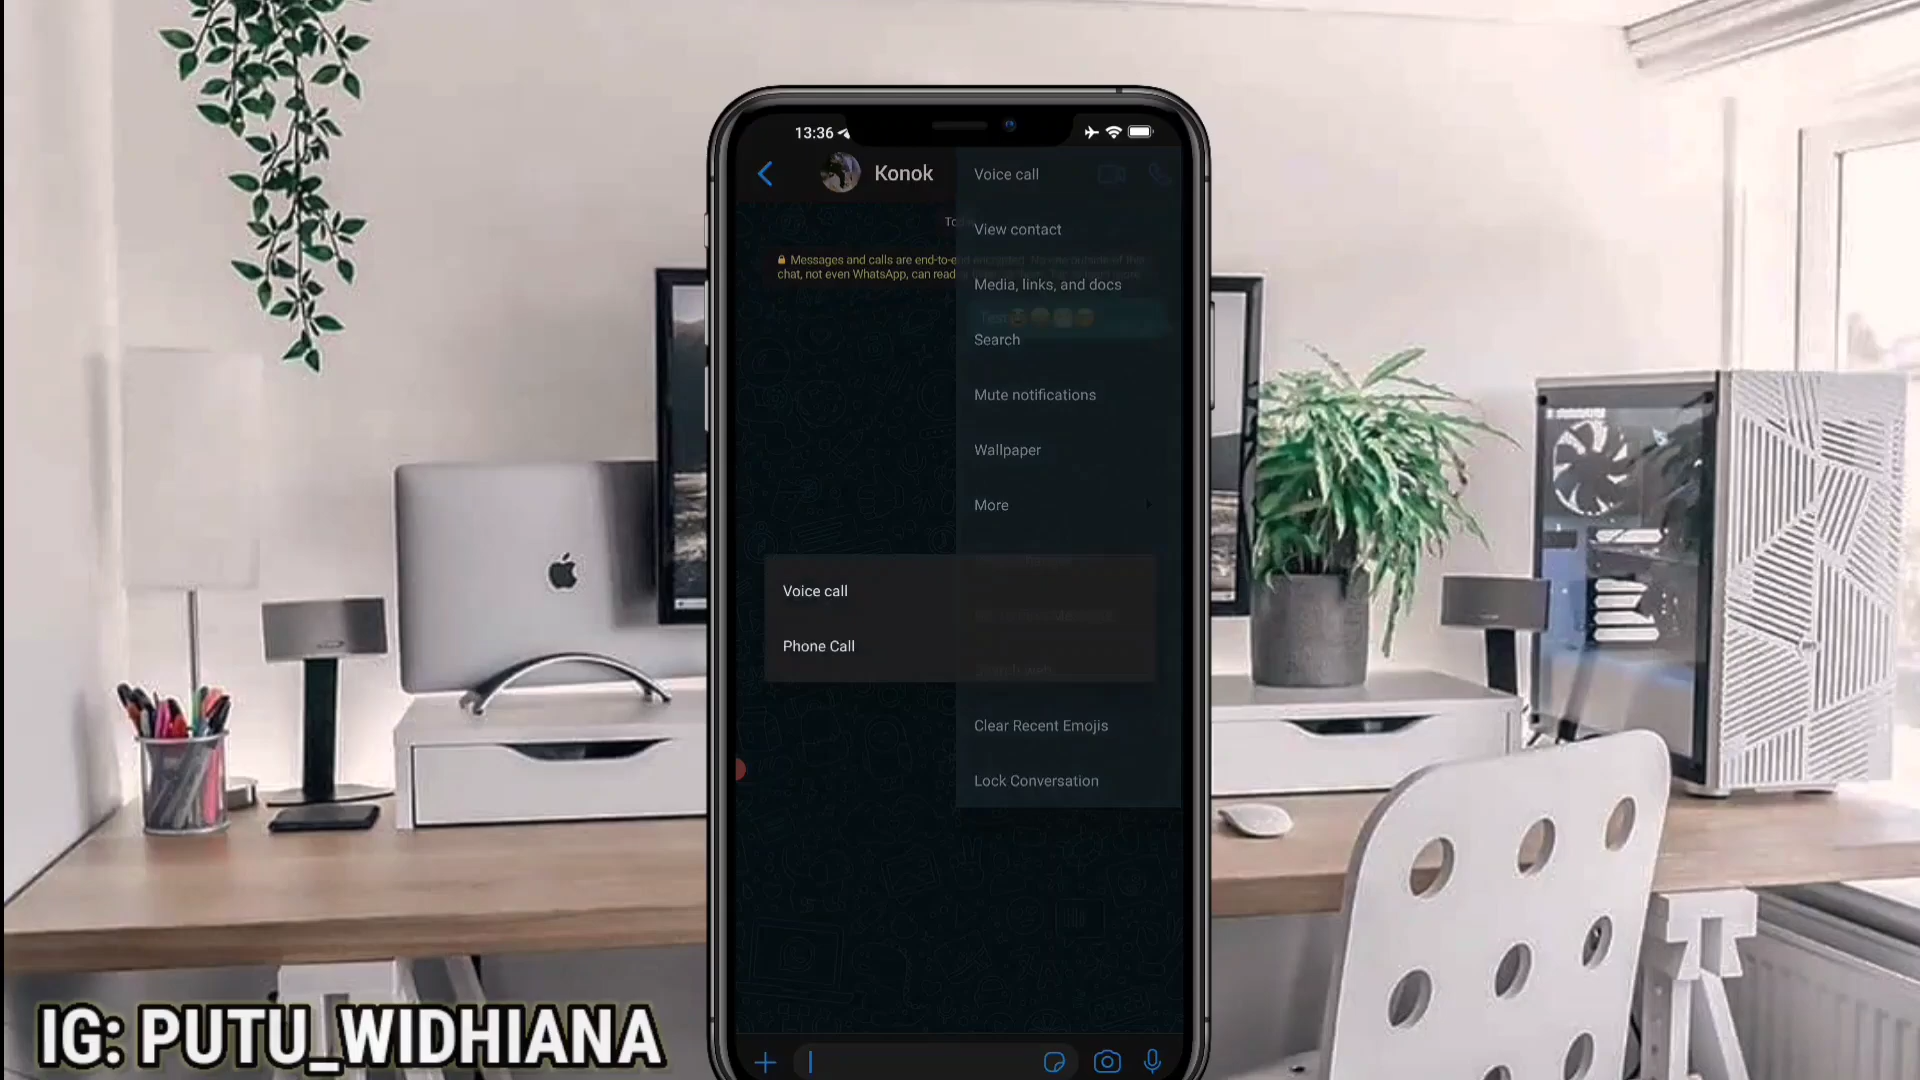 13:36
Konok
Voice call
View contact
Messages and calls are end-to-e
chat, not even WhatsApp, can read
Media, links, and docs
Test
Search
Mute notifications
Wallpaper
More
Voice call
Phone Call
Clear Recent Emojis
Lock Conversation
IG: PUTU_WIDHIANA